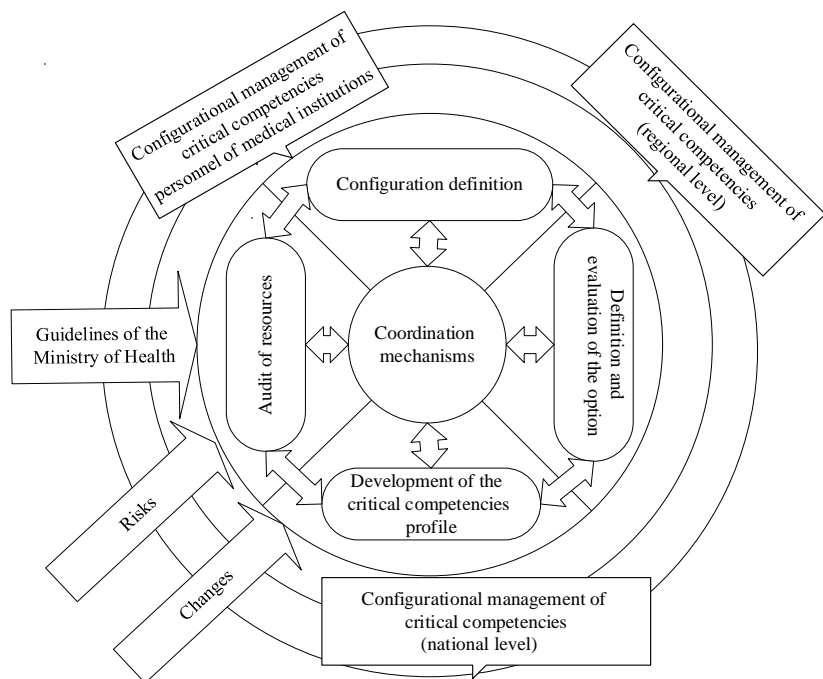 Configurational management of
critical competencies
personnel of medical institutions
Configurational management of
critical competencies
(regional level)
Configuration definition
Audit of resources
Coordination
mechanisms
Definition and
evaluation of the option
Guidelines of the
Ministry of Health
Development of the
critical competencies
profile
Risks
Changes
Configurational management of
critical competencies
(national level)